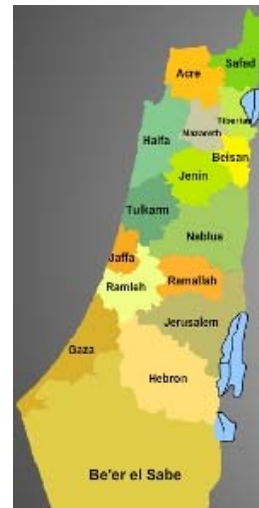 Safad
Acre
Tiberias
Nazareth
Haifa
Beisan
Jenin
Tulkarm
Nablus
Jaffa
Ramallah
Ramleh
Jerusalem
Gaza
Hebron
Be'er el Sabe